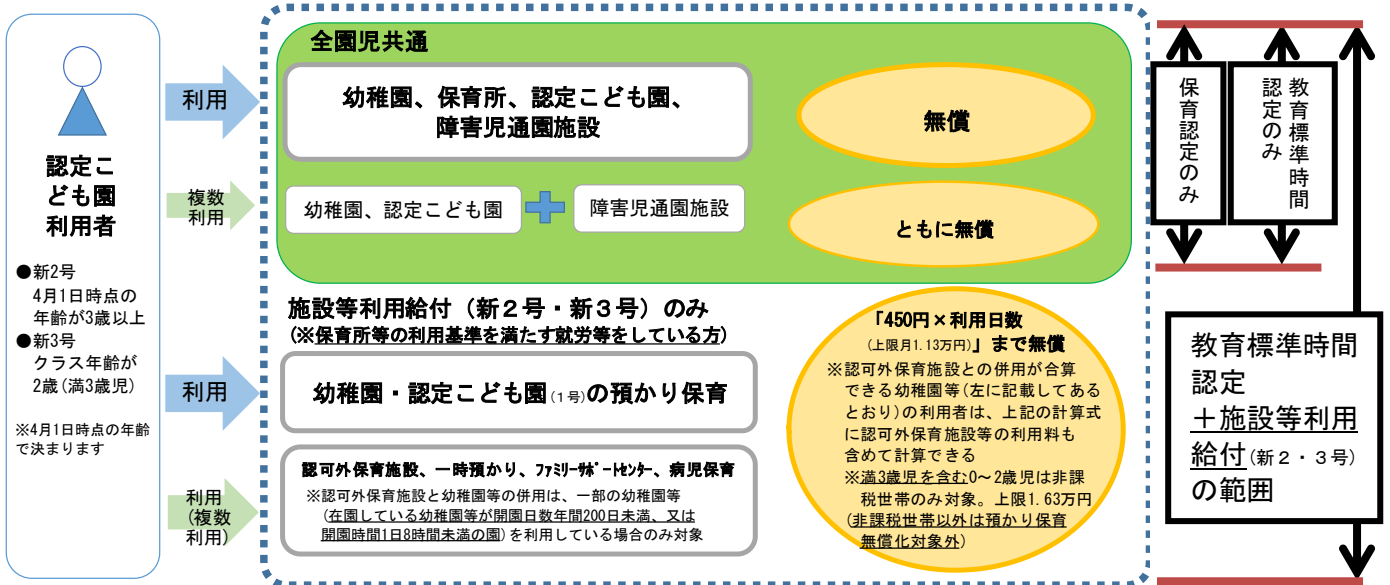 認定こ
ども園
利用者
●新2号
4月1日時点の
年齢が3歳以上
●新3号
クラス年齢が
2歳(満3歳児)
※4月1日時点の年齢
で決まります
利用
複数
利用
利用
利用
(複数
利用)
全園児共通
幼稚園、保育所、認定こども園、
障害児通園施設
無償
幼稚園、認定こども園
障害児通園施設
ともに無償
施設等利用給付（新２号・新３号）のみ
(※保育所等の利用基準を満たす就労等をしている方)
幼稚園・認定こども園(１号)の預かり保育
認可外保育施設、一時預かり、ﾌｧﾐﾘｰｻﾎﾟｰﾄｾﾝﾀｰ、病児保育
※認可外保育施設と幼稚園等の併用は、一部の幼稚園等
(在園している幼稚園等が開園日数年間200日未満、又は
開園時間1日8時間未満の園)を利用している場合のみ対象
「450円×利用日数
(上限月1.13万円)」まで無償
※認可外保育施設との併用が合算
できる幼稚園等(左に記載してある
とおり)の利用者は、上記の計算式
に認可外保育施設等の利用料も
含めて計算できる
※満3歳児を含む0～2歳児は非課
税世帯のみ対象。上限1.63万円
(非課税世帯以外は預かり保育
無償化対象外)
保育認定のみ
教育標準時間
認定のみ
教育標準時間
認定
＋施設等利用
給付(新２・３号)
の範囲